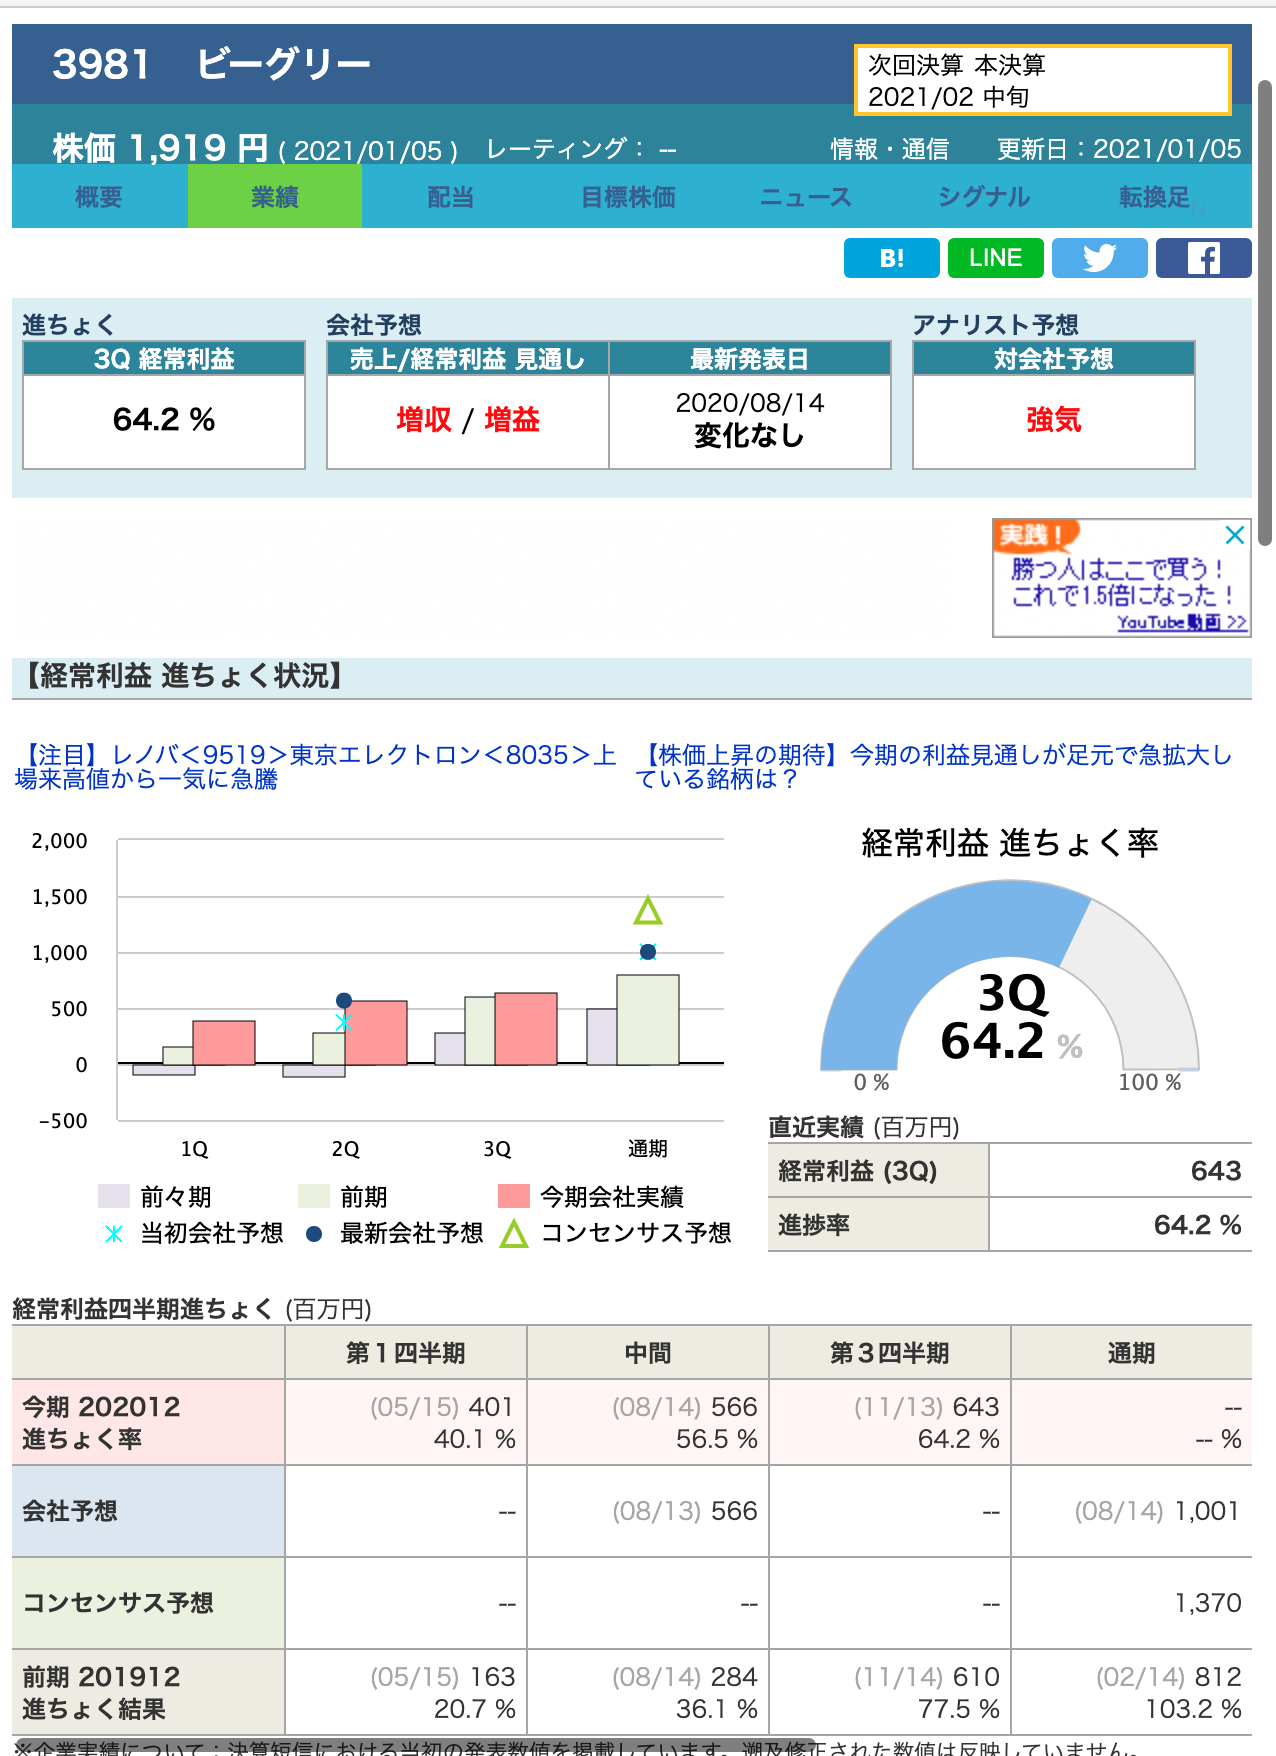 3981　ビーグリー
次回決算 本決算
2021/02 中旬
株価 1,919 円 ( 2021/01/05 )　レーティング： --
情報・通信　更新日：2021/01/05
概要 業績 配当 目標株価 ニュース シグナル 転換足
B! LINE
進ちょく 会社予想 アナリスト予想
3Q 経常利益 売上/経常利益 見通し 最新発表日 対会社予想
64.2 % 増収 / 増益 2020/08/14 強気
変化なし
実践！
勝つ人はここで買う！
これで1.5倍になった！
YouTube動画 >>
【経常利益 進ちょく状況】
【注目】レノバ＜9519＞東京エレクトロン＜8035＞上
場来高値から一気に急騰
【株価上昇の期待】今期の利益見通しが足元で急拡大し
ている銘柄は？
2,000
1,500
1,000
500
0
-500
1Q 2Q 3Q 通期
前々期 前期 今期会社実績
当初会社予想 最新会社予想 コンセンサス予想
経常利益 進ちょく率
3Q
64.2 %
0 % 100 %
直近実績 (百万円)
経常利益 (3Q) 643
進捗率 64.2 %
経常利益四半期進ちょく (百万円)
第１四半期 中間 第３四半期 通期
今期 202012 (05/15) 401 (08/14) 566 (11/13) 643 --
進ちょく率 40.1 % 56.5 % 64.2 % -- %
会社予想 -- (08/13) 566 -- (08/14) 1,001
コンセンサス予想 -- -- -- 1,370
前期 201912 (05/15) 163 (08/14) 284 (11/14) 610 (02/14) 812
進ちょく結果 20.7 % 36.1 % 77.5 % 103.2 %
※企業実績について：決算短信における当初の発表数値を掲載しています。遡及修正された数値は反映していません。